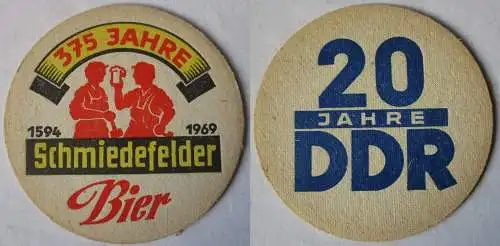 375 JAHRE
1594 1969
Schmiedefelder
Bier
20
JAHRE
DDR